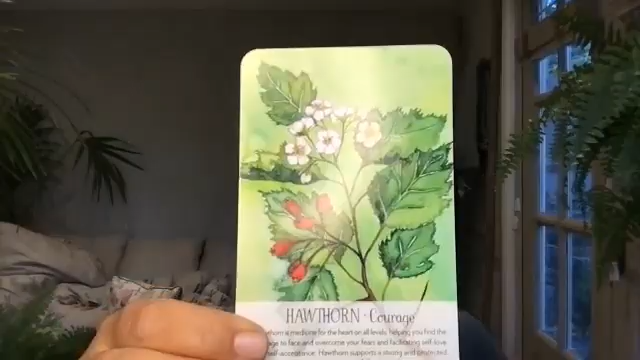 HAWTHORN · Courage
is medicine for the heart on all levels, helping you find the
to face and overcome your fears and facilitating self-love
self-acceptance. Hawthorn supports a strong and protected